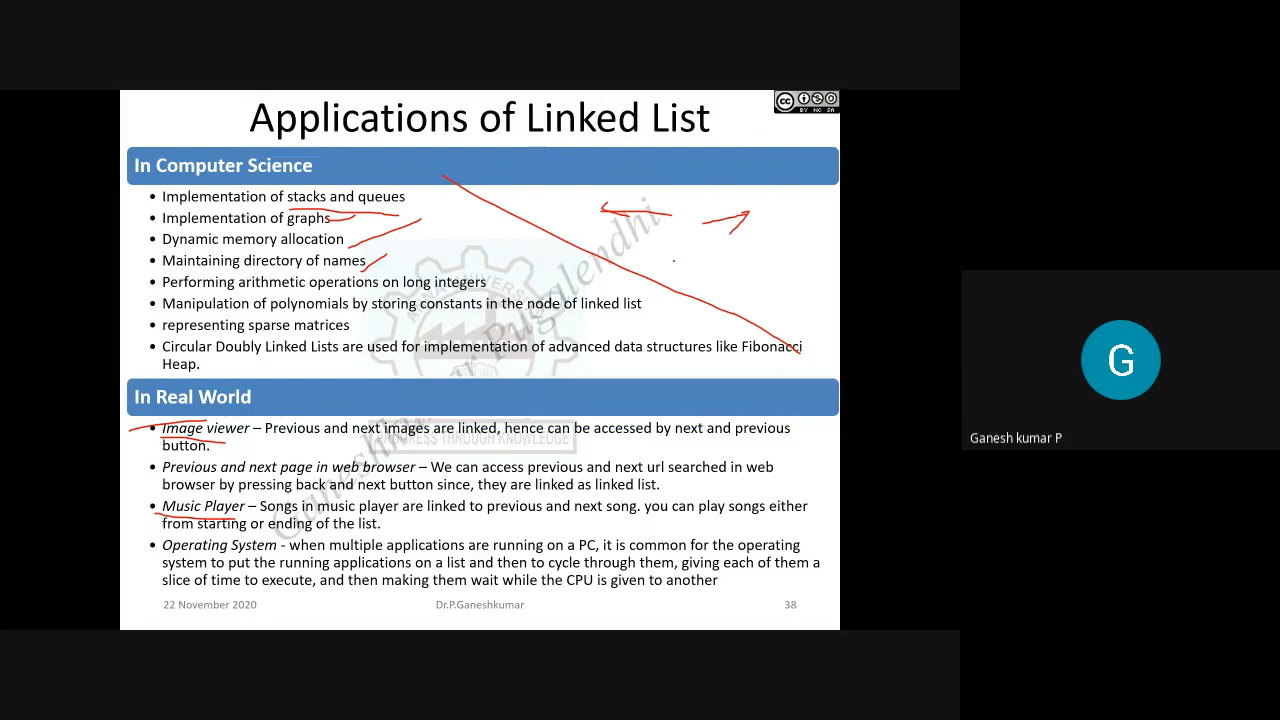 Applications of Linked List
cc BY NC SA
In Computer Science
• Implementation of stacks and queues
• Implementation of graphs
• Dynamic memory allocation
• Maintaining directory of names
• Performing arithmetic operations on long integers
• Manipulation of polynomials by storing constants in the node of linked list
• representing sparse matrices
• Circular Doubly Linked Lists are used for implementation of advanced data structures like Fibonacci
Heap.
In Real World
• Image viewer – Previous and next images are linked, hence can be accessed by next and previous
button.
• Previous and next page in web browser – We can access previous and next url searched in web
browser by pressing back and next button since, they are linked as linked list.
• Music Player – Songs in music player are linked to previous and next song. you can play songs either
from starting or ending of the list.
• Operating System - when multiple applications are running on a PC, it is common for the operating
system to put the running applications on a list and then to cycle through them, giving each of them a
slice of time to execute, and then making them wait while the CPU is given to another
22 November 2020
Dr.P.Ganeshkumar
38
PROGRESS THROUGH KNOWLEDGE
G
Ganesh kumar P